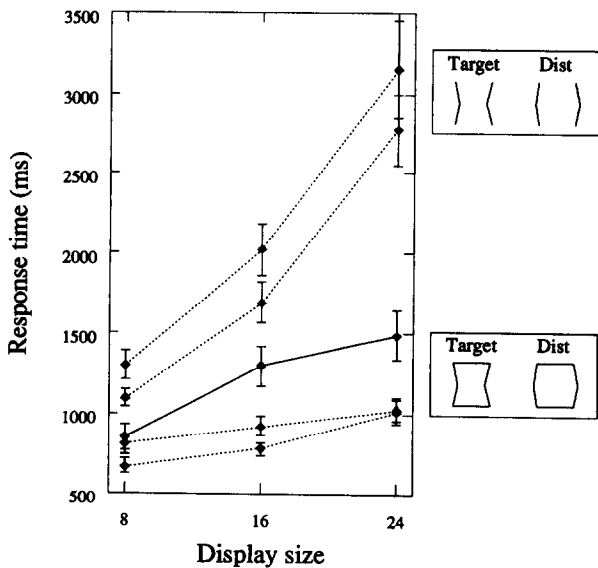 3500
3000
2500
2000
1500
1000
500
Response time (ms)
8 16 24
Display size
Target Dist
Target Dist